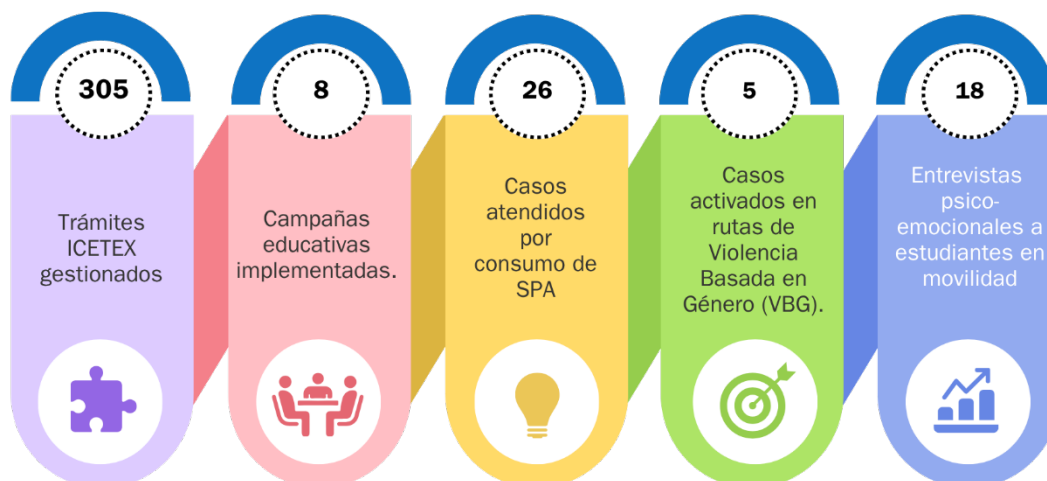 305
Trámites
ICETEX
gestionados
8
Campañas
educativas
implementadas.
26
Casos
atendidos
por
consumo de
SPA
5
Casos
activados en
rutas de
Violencia
Basada en
Género (VBG).
18
Entrevistas
psico-
emocionales a
estudiantes en
movilidad